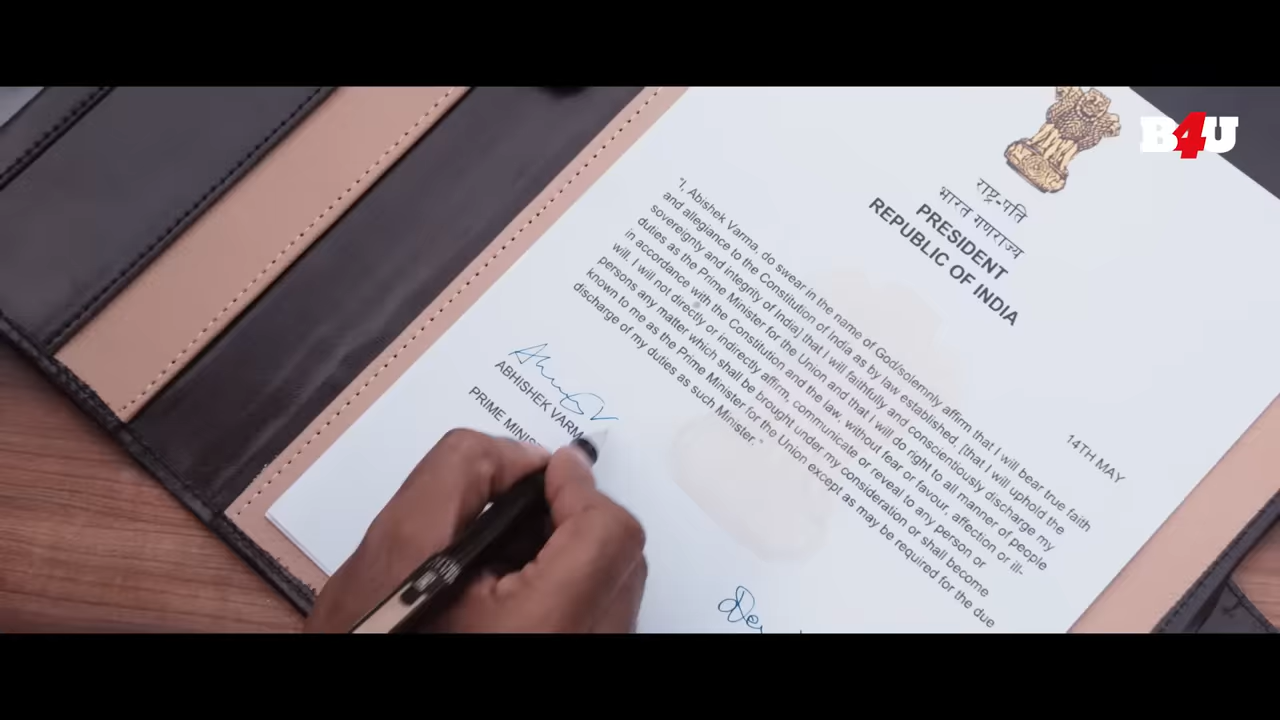 B4U
राष्ट्र-पति
भारत गणराज्य
PRESIDENT
REPUBLIC OF INDIA
14TH MAY
"I, Abishek Varma, do swear in the name of God/solemnly affirm that I will bear true faith
and allegiance to the Constitution of India as by law established, [that I will uphold the
sovereignty and integrity of India] that I will faithfully and conscientiously discharge my
duties as the Prime Minister for the Union and that I will do right to all manner of people
in accordance with the Constitution and the law, without fear or favour, affection or ill-
will. I will not directly or indirectly affirm, communicate or reveal to any person or
persons any matter which shall be brought under my consideration or shall become
known to me as the Prime Minister for the Union except as may be required for the due
discharge of my duties as such Minister."
ABHISHEK VARM
PRIME MINIS